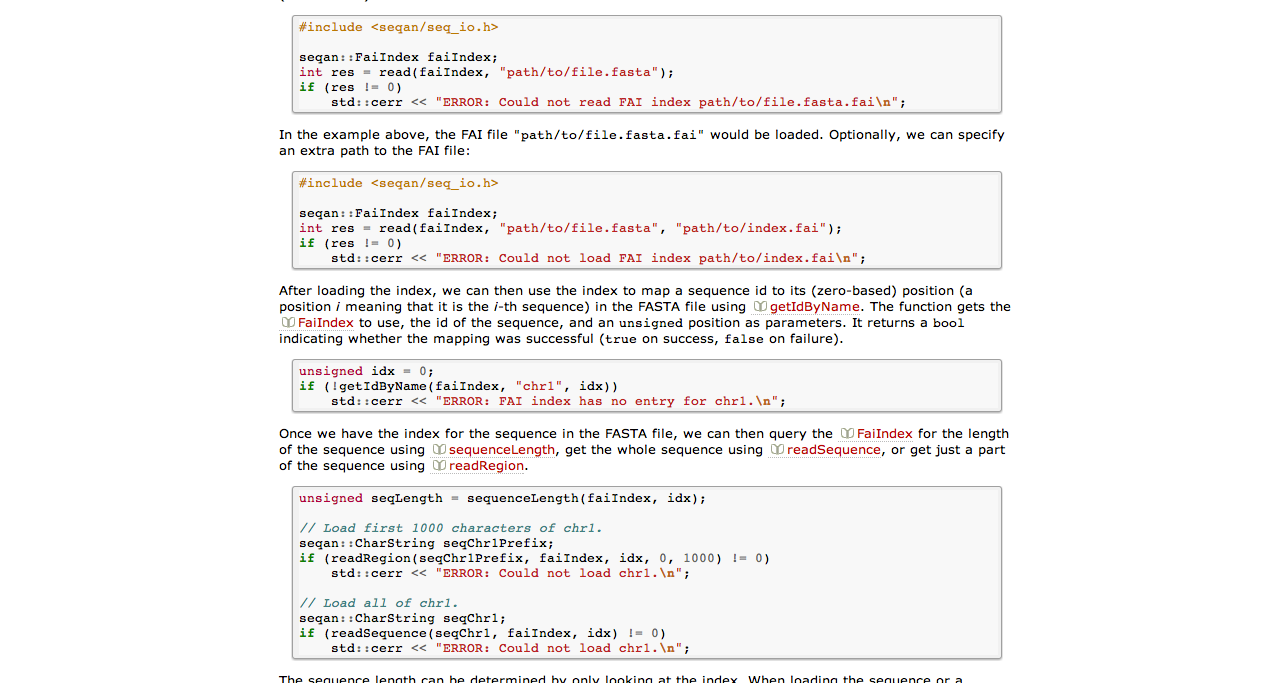 #include <seqan/seq_io.h>
seqan::FaiIndex faiIndex;
int res = read(faiIndex, "path/to/file.fasta");
if (res != 0)
    std::cerr << "ERROR: Could not read FAI index path/to/file.fasta.fai\n";
In the example above, the FAI file "path/to/file.fasta.fai" would be loaded. Optionally, we can specify
an extra path to the FAI file:
#include <seqan/seq_io.h>
seqan::FaiIndex faiIndex;
int res = read(faiIndex, "path/to/file.fasta", "path/to/index.fai");
if (res != 0)
    std::cerr << "ERROR: Could not load FAI index path/to/index.fai\n";
After loading the index, we can then use the index to map a sequence id to its (zero-based) position (a
position i meaning that it is the i-th sequence) in the FASTA file using getIdByName. The function gets the
FaiIndex to use, the id of the sequence, and an unsigned position as parameters. It returns a bool
indicating whether the mapping was successful (true on success, false on failure).
unsigned idx = 0;
if (!getIdByName(faiIndex, "chr1", idx))
    std::cerr << "ERROR: FAI index has no entry for chr1.\n";
Once we have the index for the sequence in the FASTA file, we can then query the FaiIndex for the length
of the sequence using sequenceLength, get the whole sequence using readSequence, or get just a part
of the sequence using readRegion.
unsigned seqLength = sequenceLength(faiIndex, idx);
// Load first 1000 characters of chr1.
seqan::CharString seqChr1Prefix;
if (readRegion(seqChr1Prefix, faiIndex, idx, 0, 1000) != 0)
    std::cerr << "ERROR: Could not load chr1.\n";
// Load all of chr1.
seqan::CharString seqChr1;
if (readSequence(seqChr1, faiIndex, idx) != 0)
    std::cerr << "ERROR: Could not load chr1.\n";
The sequence length can be determined by only looking at the index. When loading the sequence or a